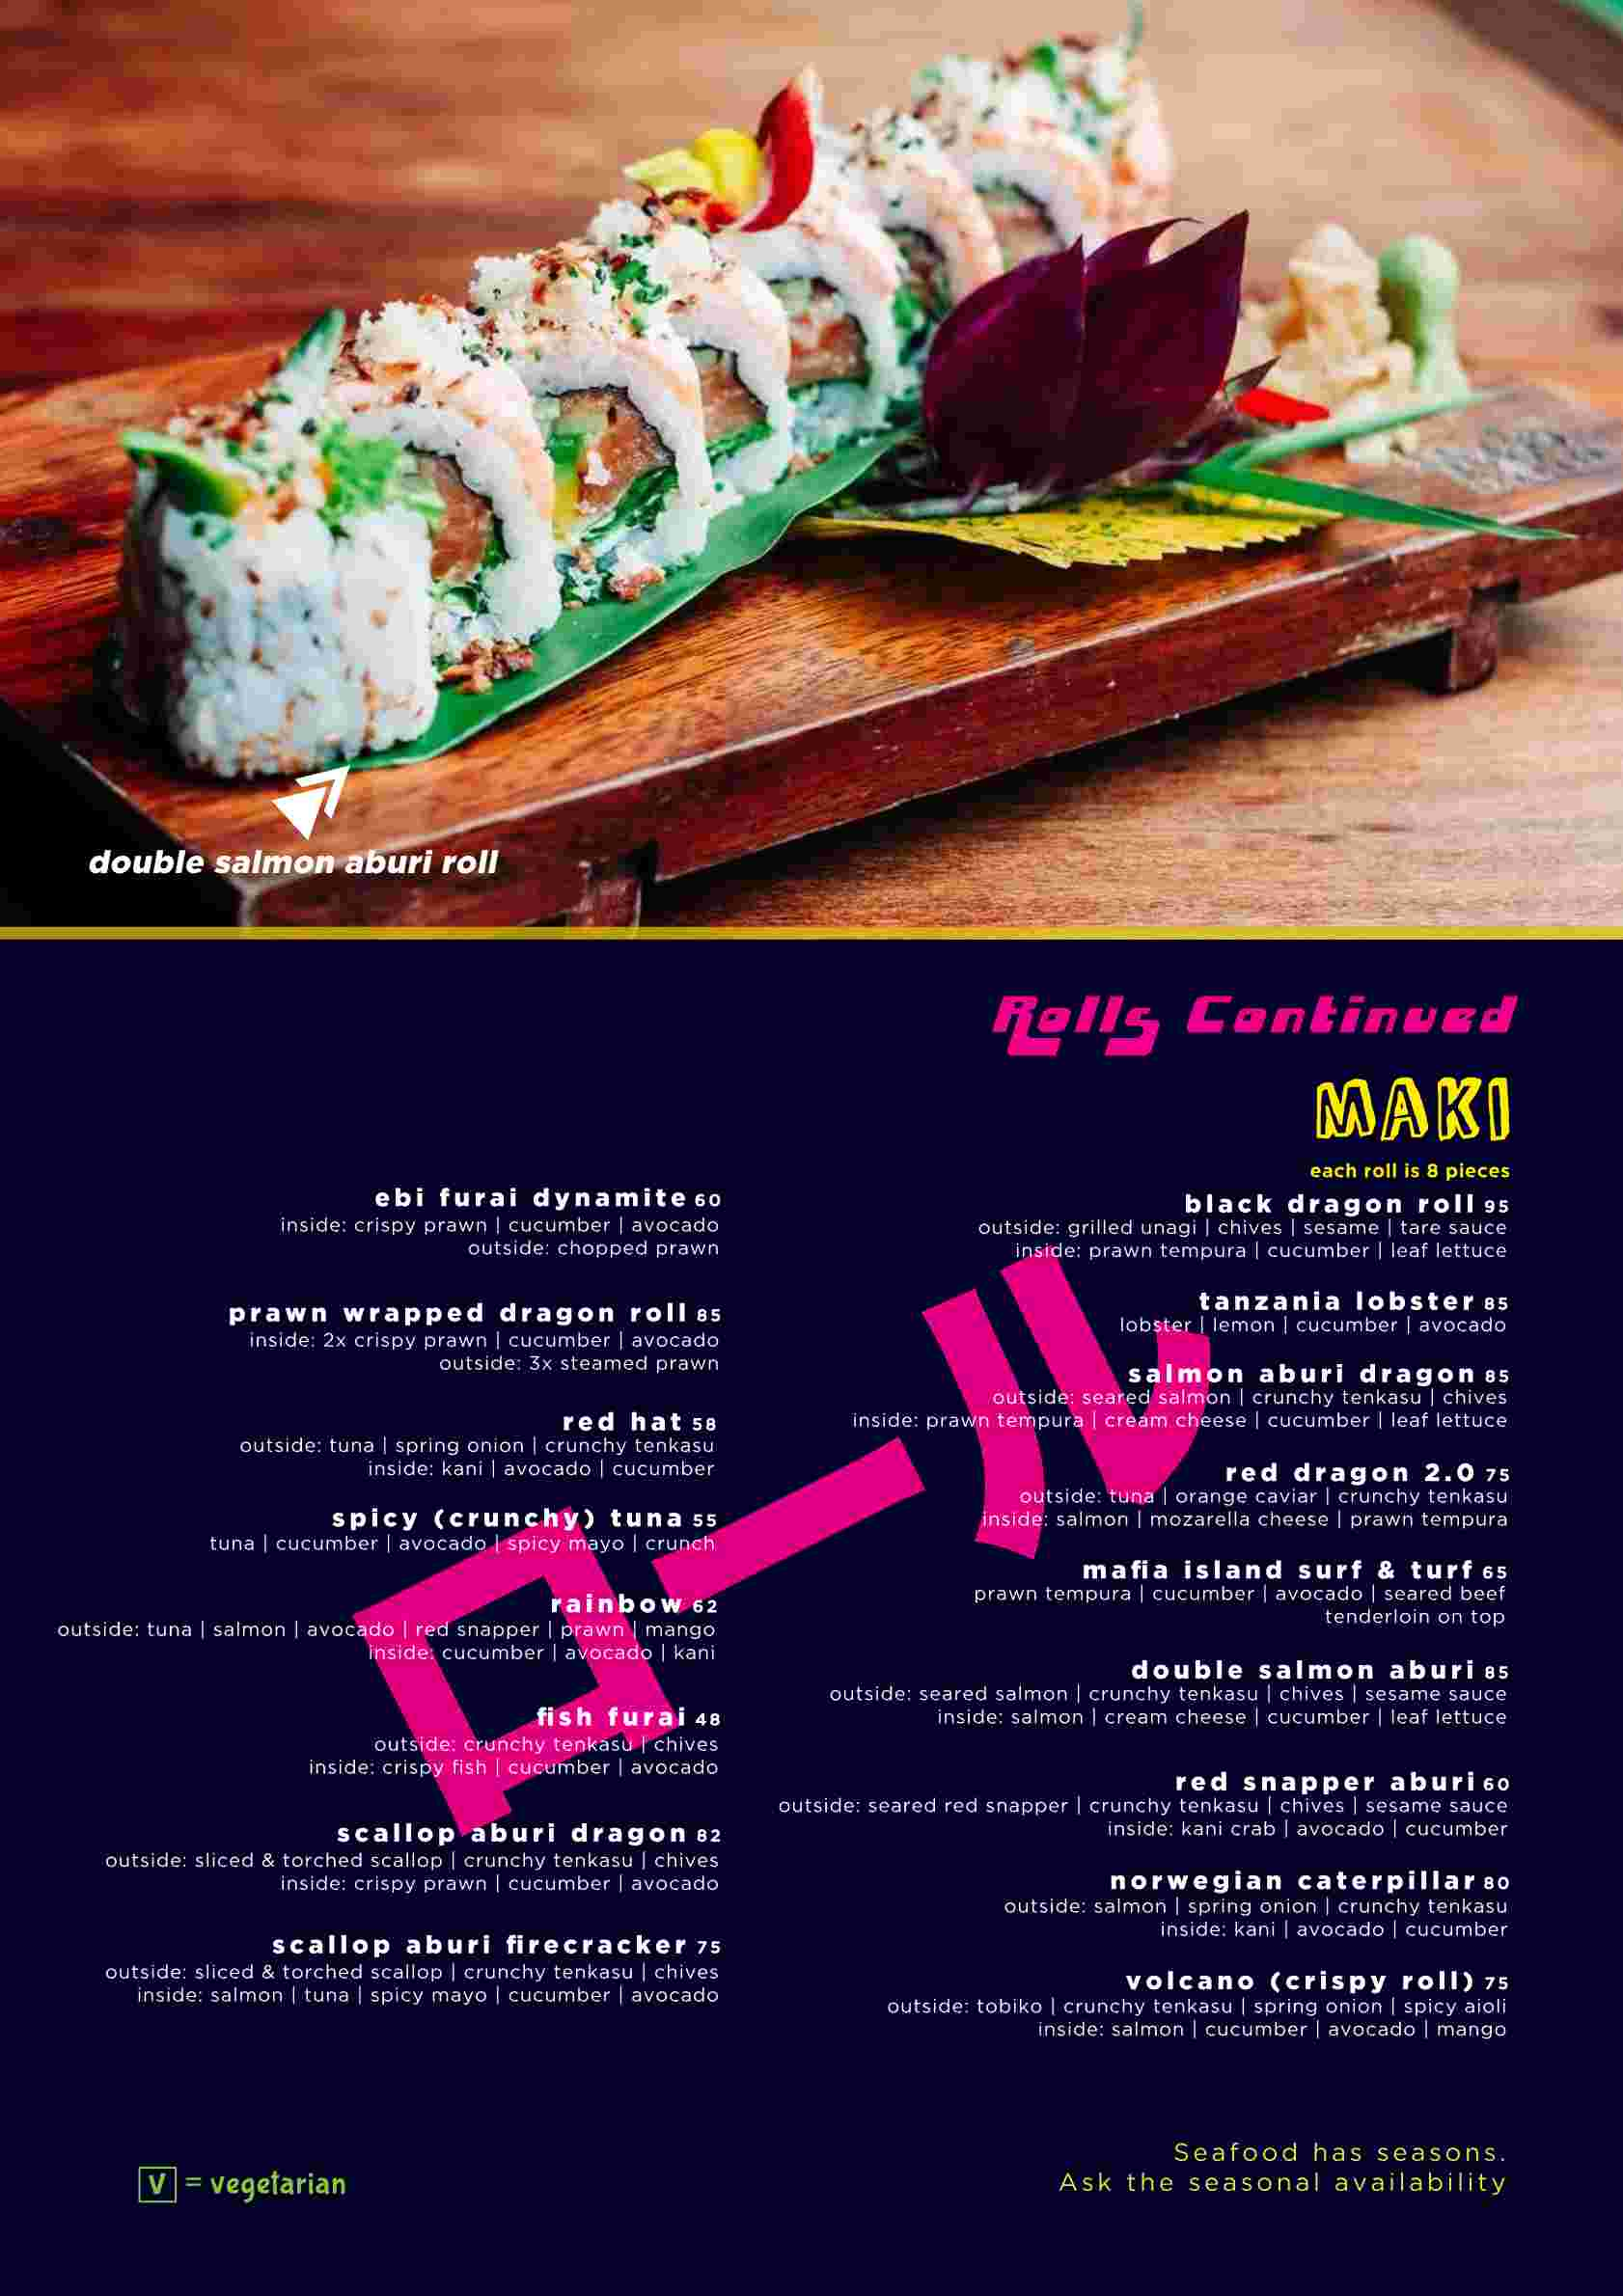 double salmon aburi roll
Rolls Continued
MAKI
each roll is 8 pieces
ebi furai dynamite 60
inside: crispy prawn | cucumber | avocado
outside: chopped prawn
prawn wrapped dragon roll 85
inside: 2x crispy prawn | cucumber | avocado
outside: 3x steamed prawn
red hat 58
outside: tuna | spring onion | crunchy tenkasu
inside: kani | avocado | cucumber
spicy (crunchy) tuna 55
tuna | cucumber | avocado | spicy mayo | crunch
rainbow 62
outside: tuna | salmon | avocado | red snapper | prawn | mango
inside: cucumber | avocado | kani
fish furai 48
outside: crunchy tenkasu | chives
inside: crispy fish | cucumber | avocado
scallop aburi dragon 82
outside: sliced & torched scallop | crunchy tenkasu | chives
inside: crispy prawn | cucumber | avocado
scallop aburi firecracker 75
outside: sliced & torched scallop | crunchy tenkasu | chives
inside: salmon | tuna | spicy mayo | cucumber | avocado
black dragon roll 95
outside: grilled unagi | chives | sesame | tare sauce
inside: prawn tempura | cucumber | leaf lettuce
tanzania lobster 85
lobster | lemon | cucumber | avocado
salmon aburi dragon 85
outside: seared salmon | crunchy tenkasu | chives
inside: prawn tempura | cream cheese | cucumber | leaf lettuce
red dragon 2.0 75
outside: tuna | orange caviar | crunchy tenkasu
inside: salmon | mozarella cheese | prawn tempura
mafia island surf & turf 65
prawn tempura | cucumber | avocado | seared beef
tenderloin on top
double salmon aburi 85
outside: seared salmon | crunchy tenkasu | chives | sesame sauce
inside: salmon | cream cheese | cucumber | leaf lettuce
red snapper aburi 60
outside: seared red snapper | crunchy tenkasu | chives | sesame sauce
inside: kani crab | avocado | cucumber
norwegian caterpillar 80
outside: salmon | spring onion | crunchy tenkasu
inside: kani | avocado | cucumber
volcano (crispy roll) 75
outside: tobiko | crunchy tenkasu | spring onion | spicy aioli
inside: salmon | cucumber | avocado | mango
ロール
V = vegetarian
Seafood has seasons.
Ask the seasonal availability